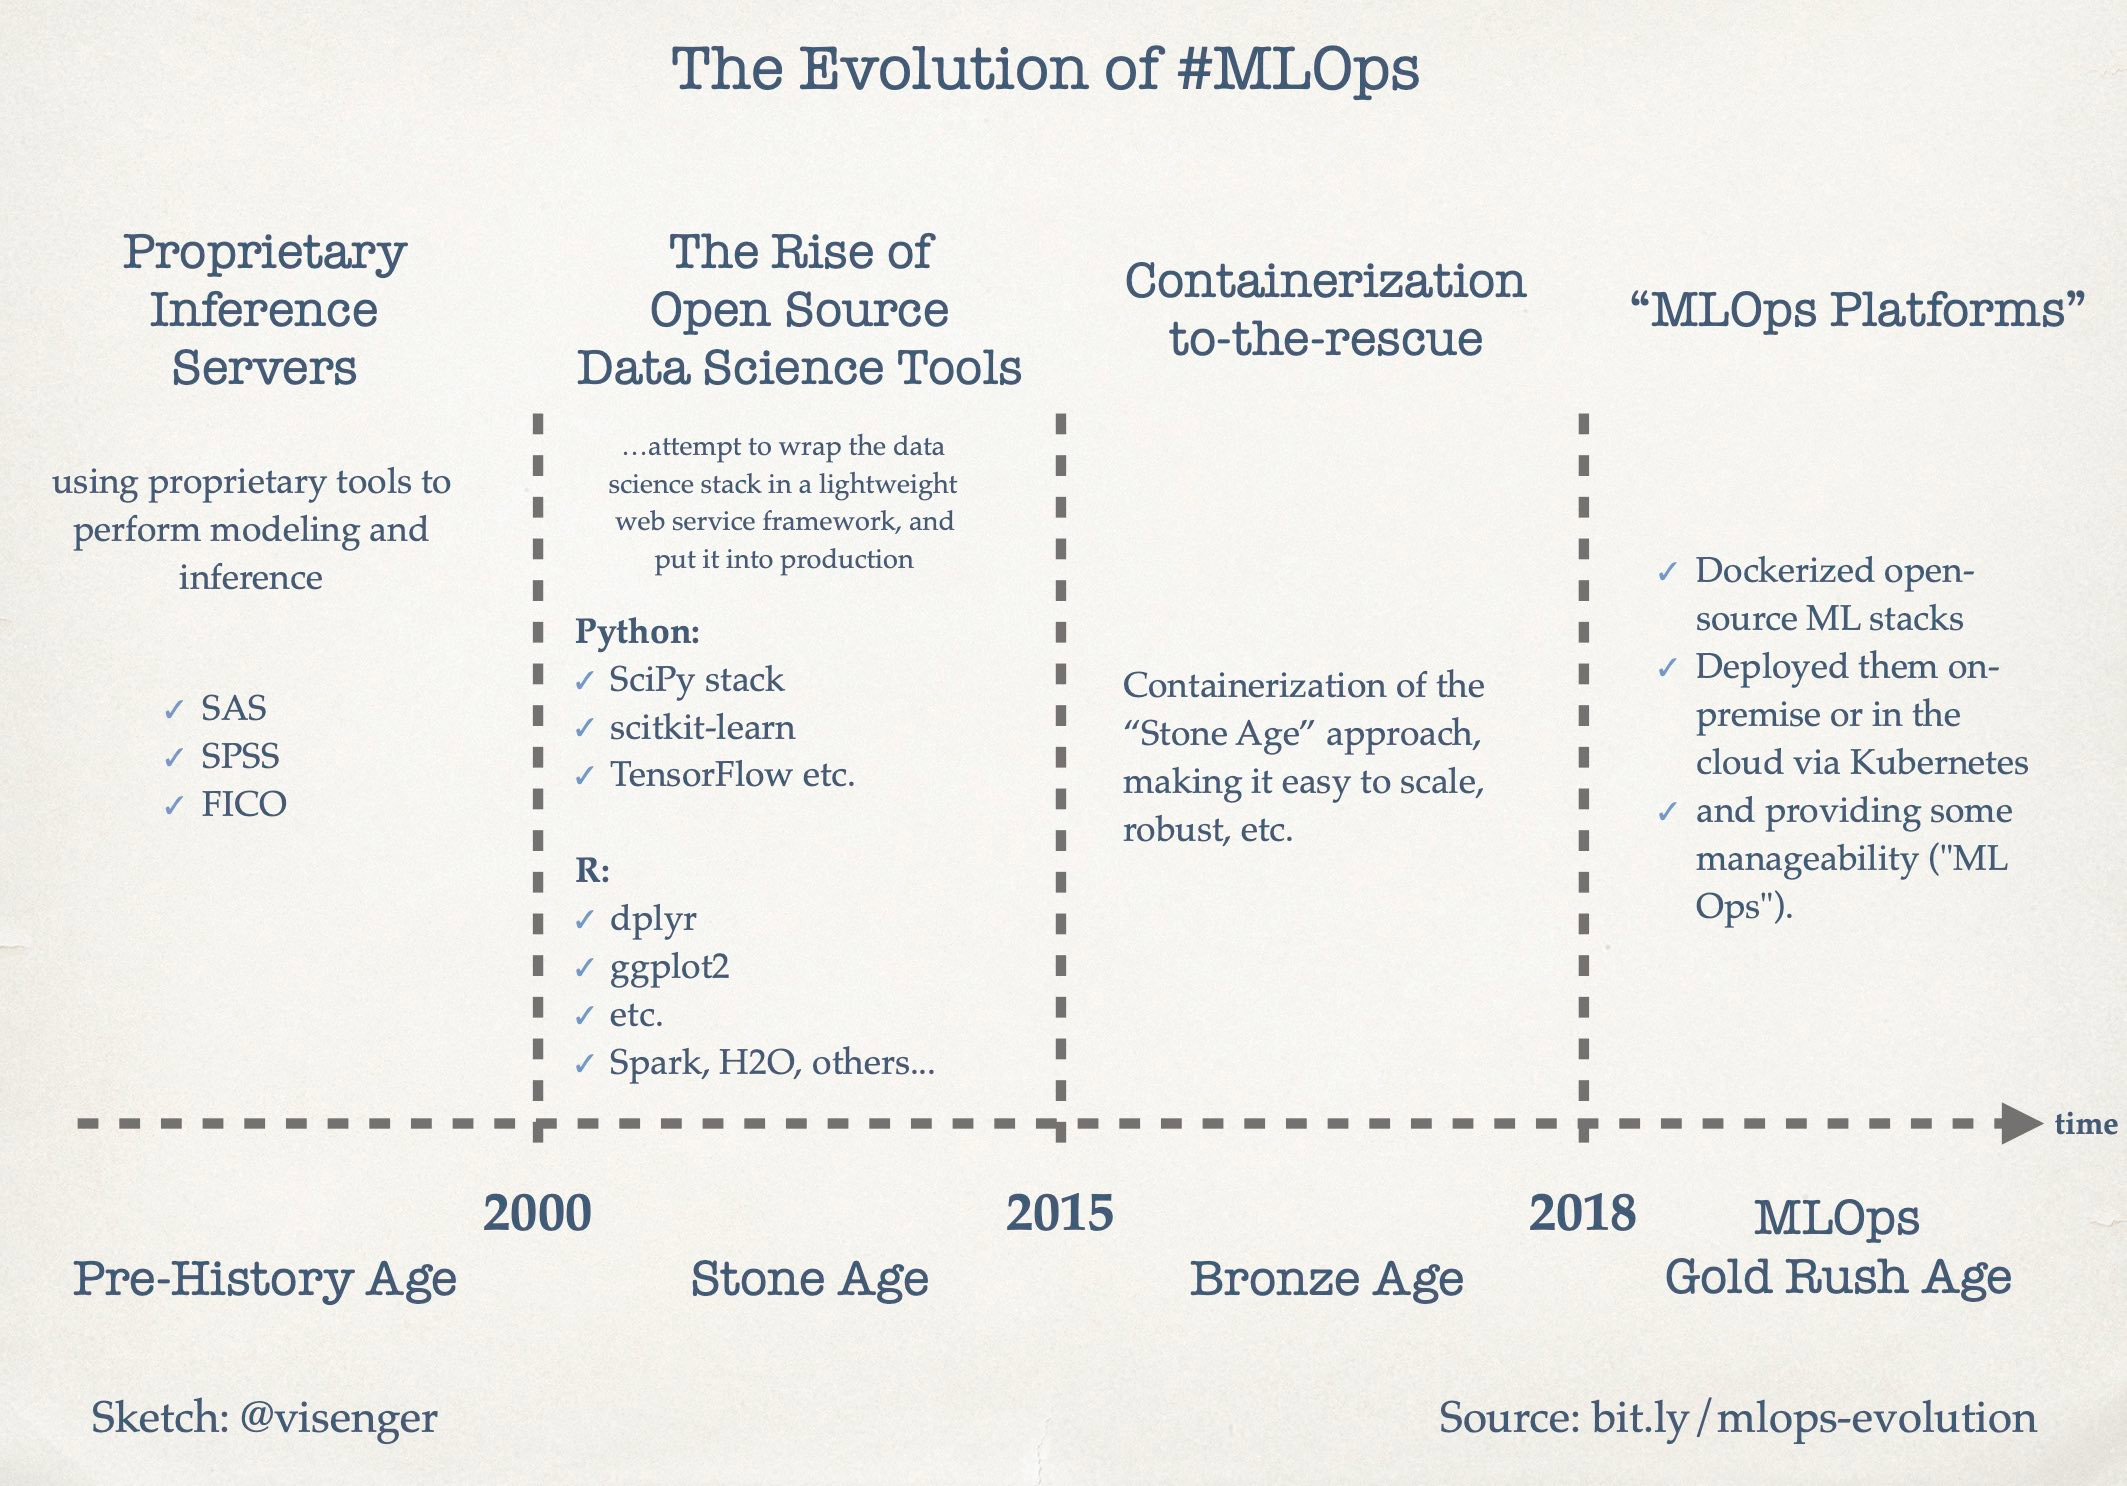 The Evolution of #MLOps
Proprietary
Inference
Servers
using proprietary tools to
perform modeling and
inference
✓ SAS
✓ SPSS
✓ FICO
The Rise of
Open Source
Data Science Tools
…attempt to wrap the data
science stack in a lightweight
web service framework, and
put it into production
Python:
✓ SciPy stack
✓ scitkit-learn
✓ TensorFlow etc.
R:
✓ dplyr
✓ ggplot2
✓ etc.
✓ Spark, H2O, others...
Containerization
to-the-rescue
Containerization of the
“Stone Age” approach,
making it easy to scale,
robust, etc.
“MLOps Platforms”
✓ Dockerized open-
source ML stacks
✓ Deployed them on-
premise or in the
cloud via Kubernetes
✓ and providing some
manageability ("ML
Ops").
time
2000
2015
2018
Pre-History Age
Stone Age
Bronze Age
MLOps
Gold Rush Age
Sketch: @visenger
Source: bit.ly/mlops-evolution